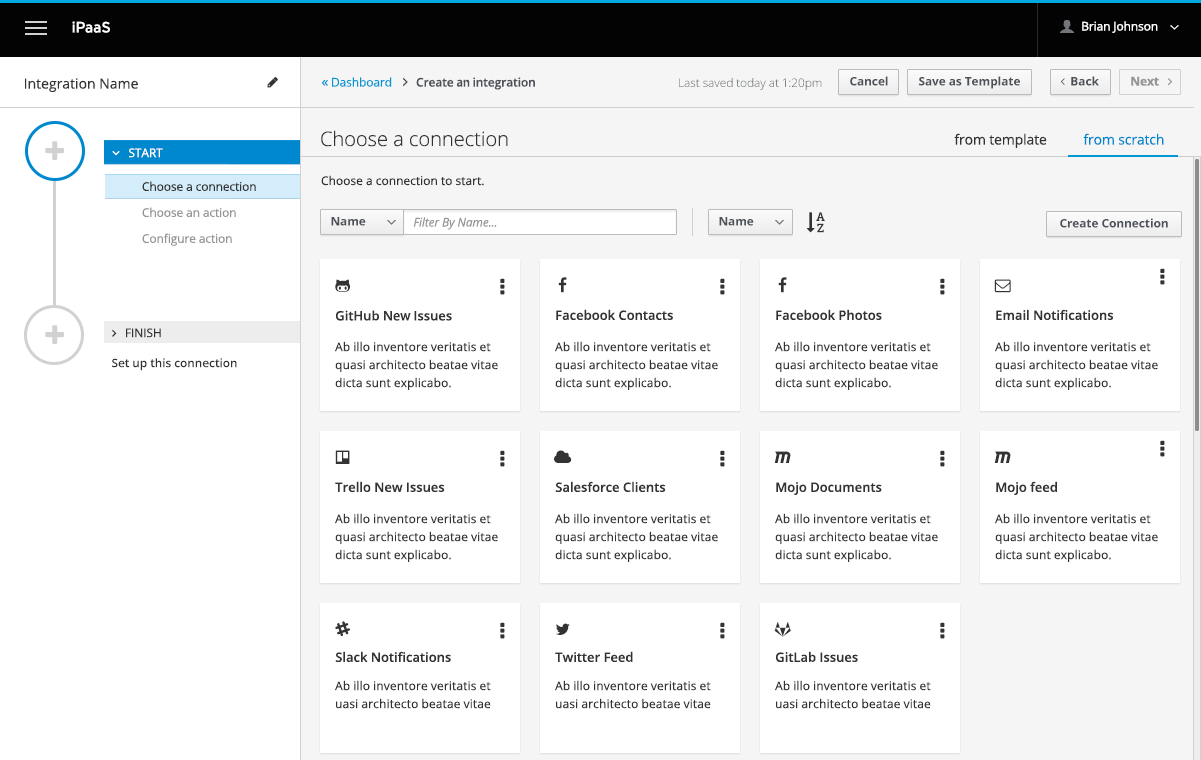 iPaaS
Brian Johnson
Integration Name
« Dashboard > Create an integration
Last saved today at 1:20pm
Cancel
Save as Template
< Back
Next >
START
Choose a connection
Choose an action
Configure action
FINISH
Set up this connection
Choose a connection
from template
from scratch
Choose a connection to start.
Name
Filter By Name...
Name
A
Z
Create Connection
GitHub New Issues
Ab illo inventore veritatis et
quasi architecto beatae vitae
dicta sunt explicabo.
Facebook Contacts
Ab illo inventore veritatis et
quasi architecto beatae vitae
dicta sunt explicabo.
Facebook Photos
Ab illo inventore veritatis et
quasi architecto beatae vitae
dicta sunt explicabo.
Email Notifications
Ab illo inventore veritatis et
quasi architecto beatae vitae
dicta sunt explicabo.
Trello New Issues
Ab illo inventore veritatis et
quasi architecto beatae vitae
dicta sunt explicabo.
Salesforce Clients
Ab illo inventore veritatis et
quasi architecto beatae vitae
dicta sunt explicabo.
Mojo Documents
Ab illo inventore veritatis et
quasi architecto beatae vitae
dicta sunt explicabo.
Mojo feed
Ab illo inventore veritatis et
quasi architecto beatae vitae
dicta sunt explicabo.
Slack Notifications
Ab illo inventore veritatis et
uasi architecto beatae vitae
Twitter Feed
Ab illo inventore veritatis et
uasi architecto beatae vitae
GitLab Issues
Ab illo inventore veritatis et
uasi architecto beatae vitae